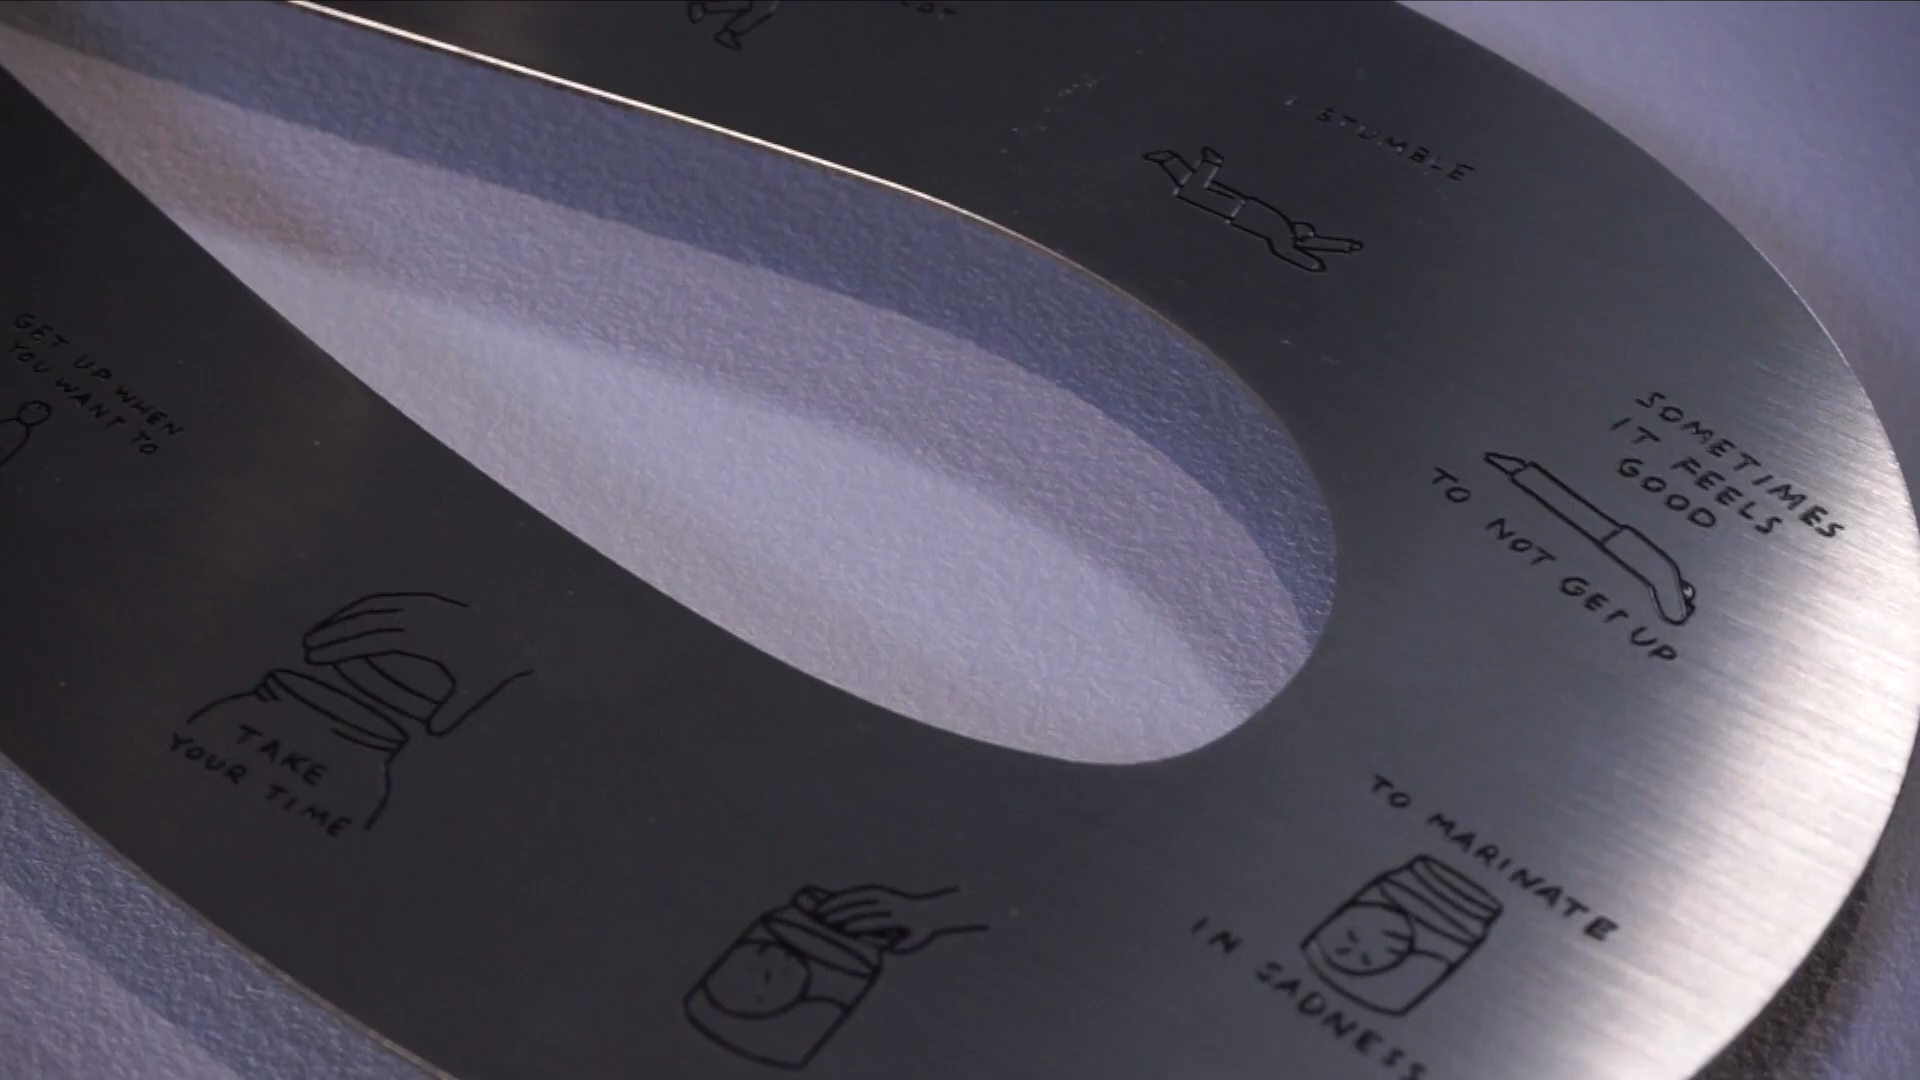 STUMBLE
SOMETIMES
IT FEELS
GOOD
TO NOT GET UP
TO MARINATE
IN SADNESS
TAKE
YOUR TIME
GET UP WHEN
YOU WANT TO